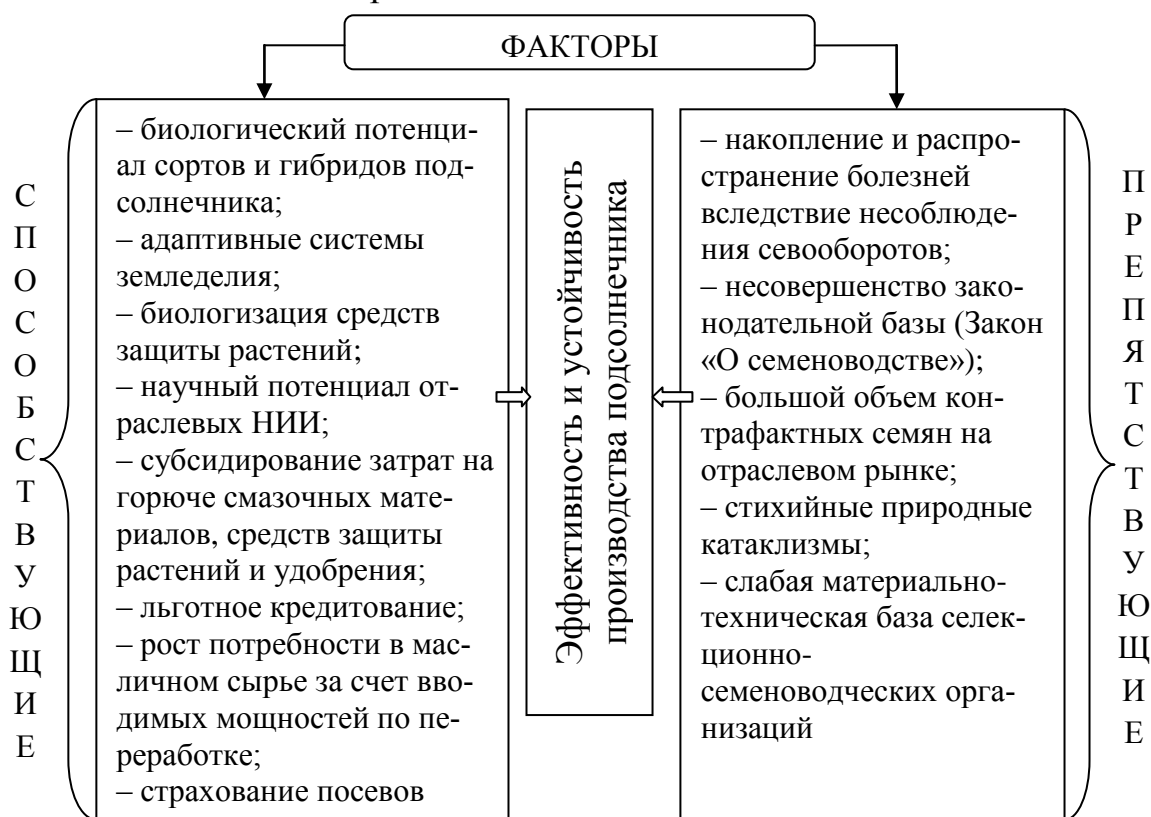 ФАКТОРЫ
СПОСОБСТВУЮЩИЕ
– биологический потенци-
ал сортов и гибридов под-
солнечника;
– адаптивные системы
земледелия;
– биологизация средств
защиты растений;
– научный потенциал от-
раслевых НИИ;
– субсидирование затрат на
горюче смазочных мате-
риалов, средств защиты
растений и удобрения;
– льготное кредитование;
– рост потребности в мас-
личном сырье за счет вво-
димых мощностей по пе-
реработке;
– страхование посевов
Эффективность и устойчивость
производства подсолнечника
– накопление и распро-
странение болезней
вследствие несоблюде-
ния севооборотов;
– несовершенство зако-
нодательной базы (Закон
«О семеноводстве»);
– большой объем кон-
трафактных семян на
отраслевом рынке;
– стихийные природные
катаклизмы;
– слабая материально-
техническая база селек-
ционно-
семеноводческих орга-
низаций
ПРЕПЯТСТВУЮЩИЕ